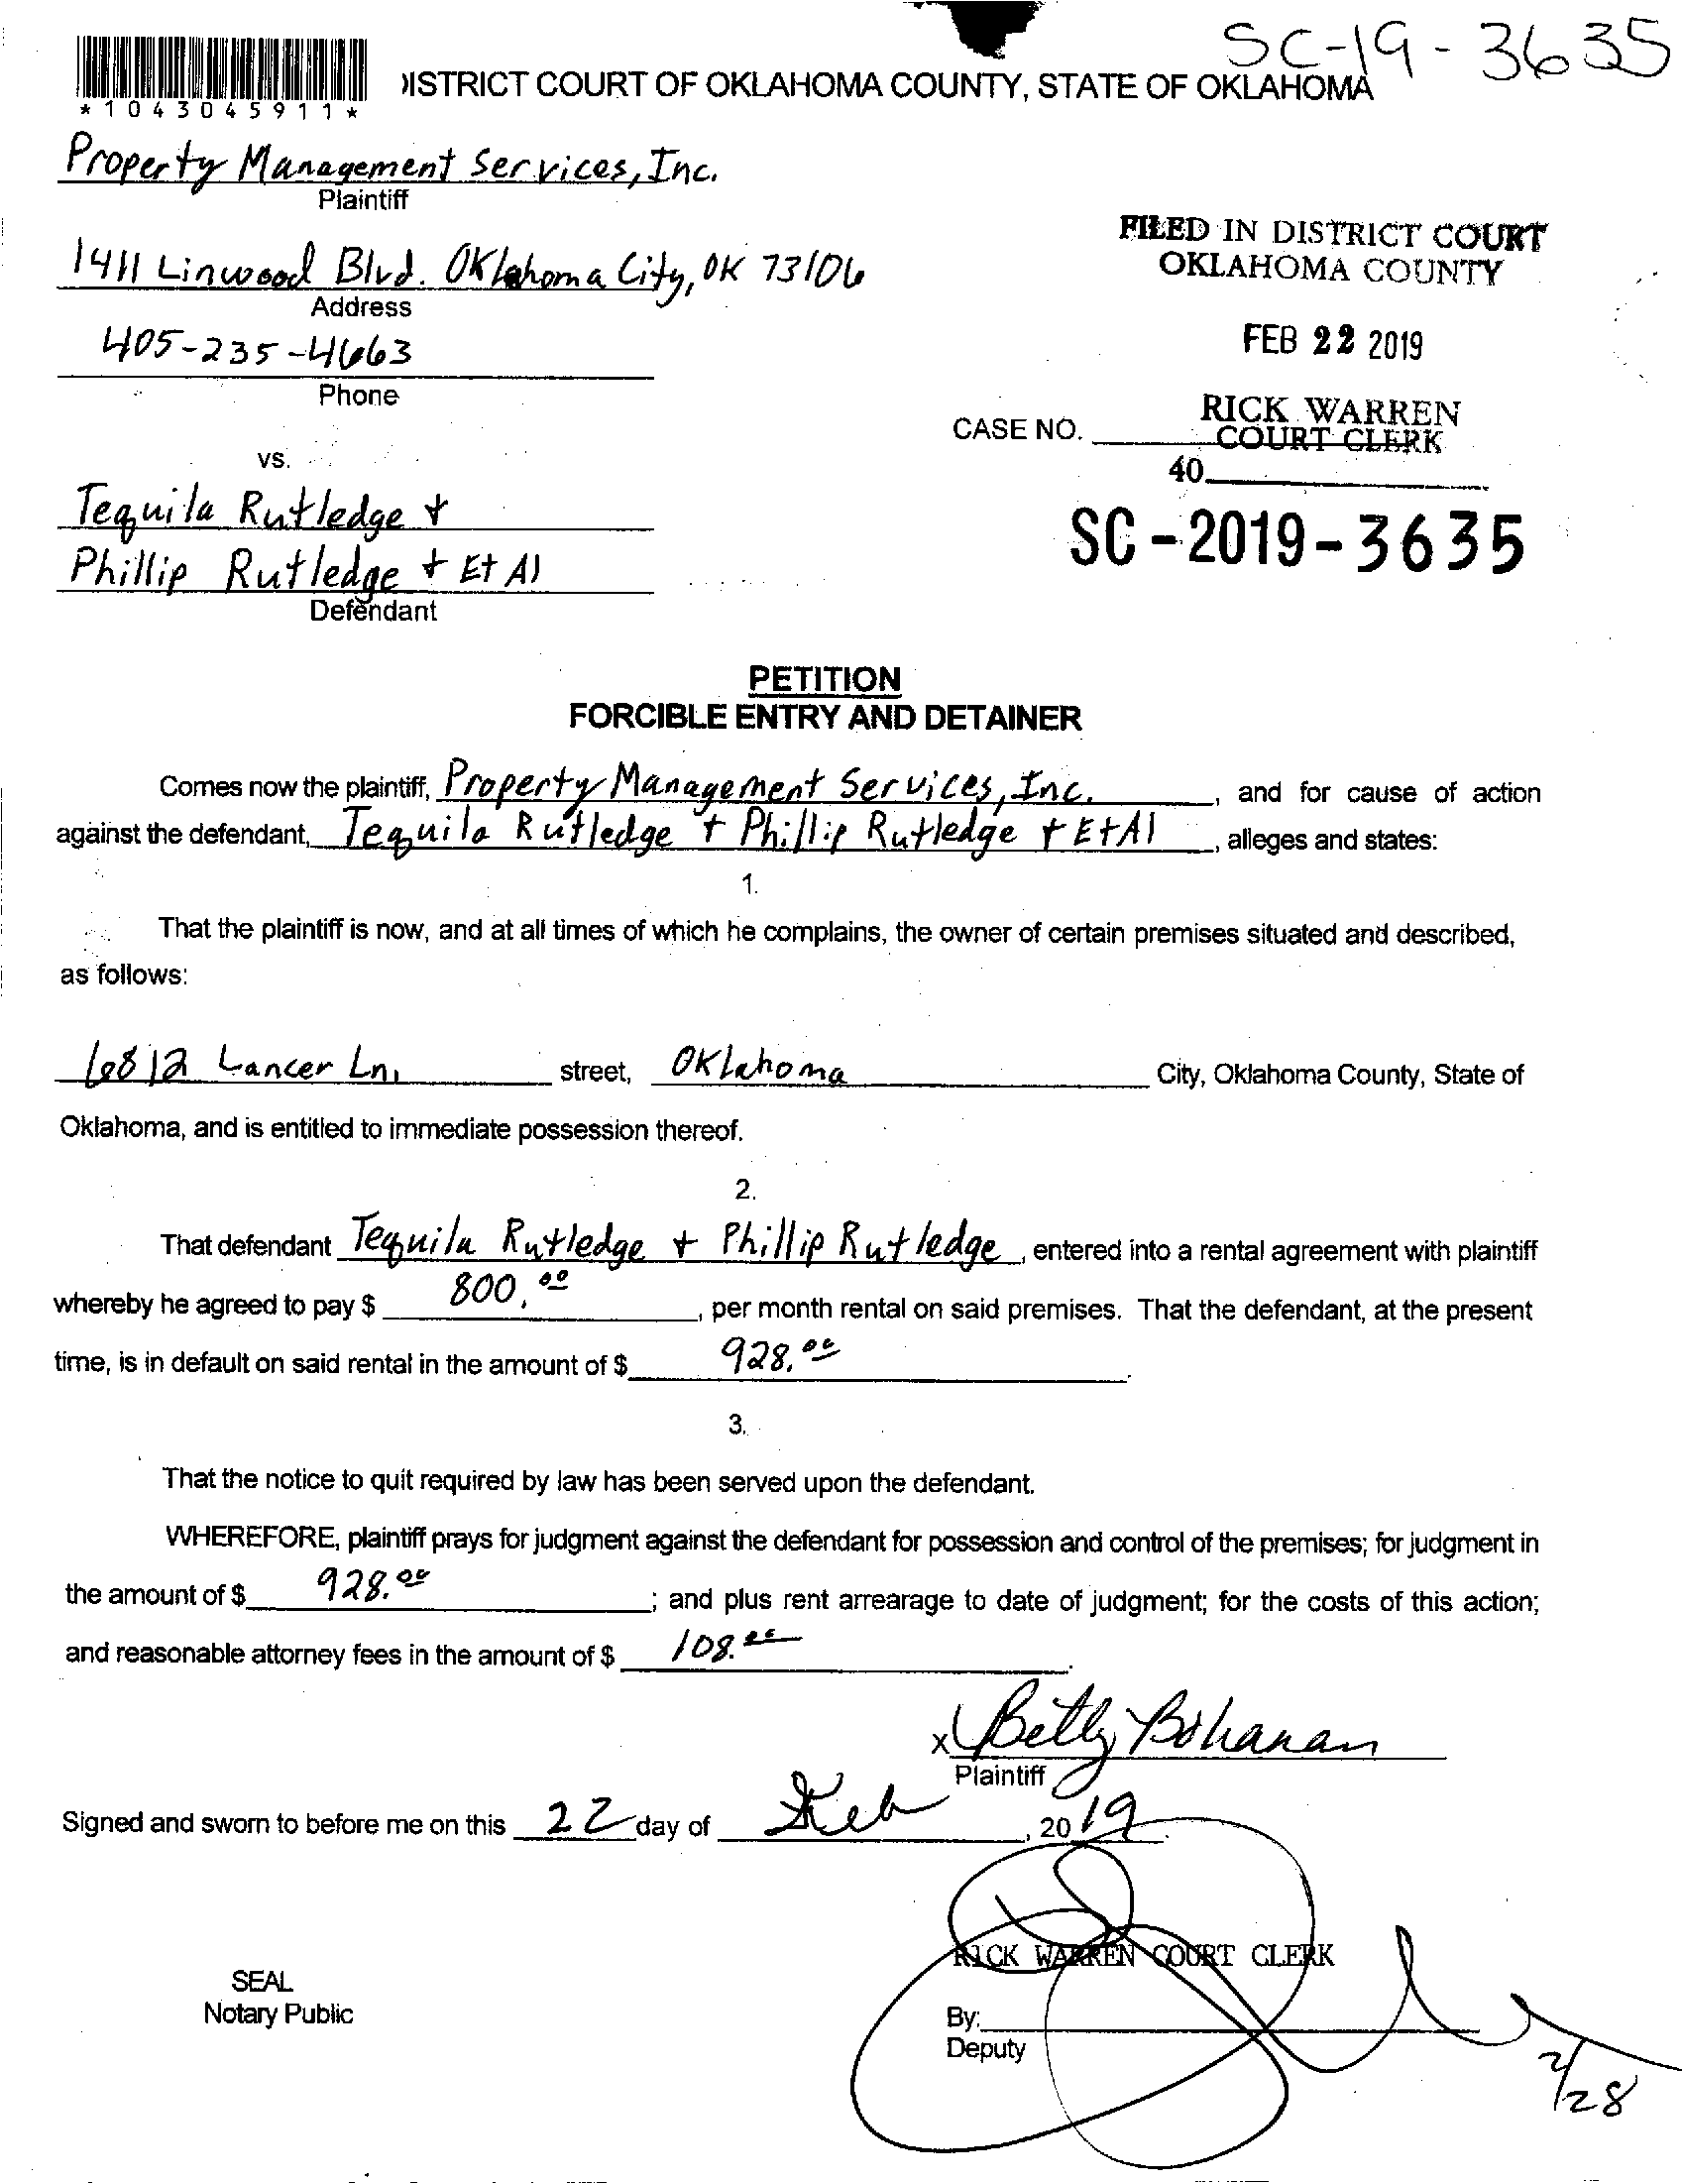 SC-19-3635
*1043045911*
DISTRICT COURT OF OKLAHOMA COUNTY, STATE OF OKLAHOMA
Property Management Services, Inc.
Plaintiff
1411 Linwood Blvd. Oklahoma City, OK 73106
Address
405-235-4663
Phone
FILED IN DISTRICT COURT
OKLAHOMA COUNTY
FEB 22 2019
RICK WARREN
COURT CLERK
CASE NO.
40
vs.
SC-2019-3635
Tequila Rutledge +
Phillip Rutledge + Et Al
Defendant
PETITION
FORCIBLE ENTRY AND DETAINER
Comes now the plaintiff, Property Management Services, Inc., and for cause of action
against the defendant, Tequila Rutledge + Phillip Rutledge + Et Al, alleges and states:
1.
That the plaintiff is now, and at all times of which he complains, the owner of certain premises situated and described,
as follows:
6812 Lancer Ln. street, Oklahoma City, Oklahoma County, State of
Oklahoma, and is entitled to immediate possession thereof.
2.
That defendant Tequila Rutledge + Phillip Rutledge, entered into a rental agreement with plaintiff
whereby he agreed to pay $ 800.00, per month rental on said premises. That the defendant, at the present
time, is in default on said rental in the amount of $ 928.00.
3.
That the notice to quit required by law has been served upon the defendant.
WHEREFORE, plaintiff prays for judgment against the defendant for possession and control of the premises; for judgment in
the amount of $ 928.00; and plus rent arrearage to date of judgment; for the costs of this action;
and reasonable attorney fees in the amount of $ 108.00.
x Betty Bohanan
Plaintiff
Signed and sworn to before me on this 22 day of Feb, 2019.
RICK WARREN COURT CLERK
SEAL
Notary Public
By:
Deputy
2/28